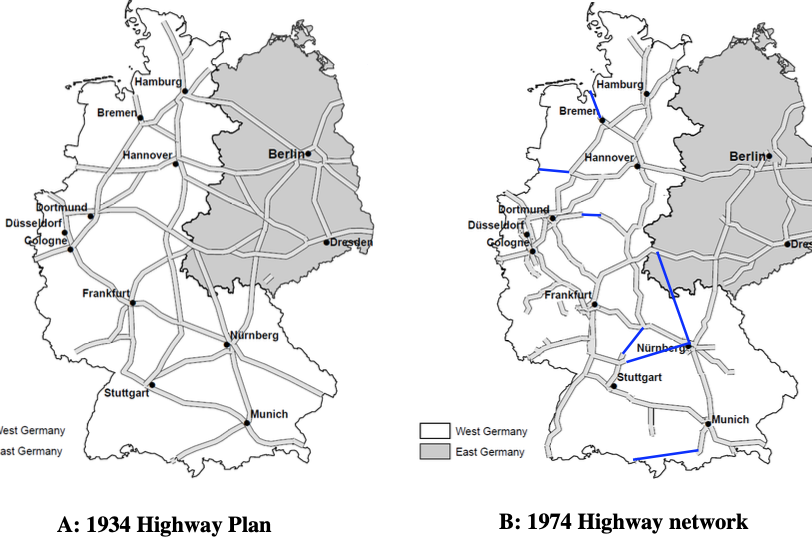 Hamburg
Bremen
Hannover
Berlin
Dortmund
Düsseldorf
Cologne
Dresden
Frankfurt
Nürnberg
Stuttgart
Munich
West Germany
East Germany
A: 1934 Highway Plan
Hamburg
Bremen
Hannover
Berlin
Dortmund
Düsseldorf
Cologne
Dres
Frankfurt
Nürnberg
Stuttgart
Munich
West Germany
East Germany
B: 1974 Highway network